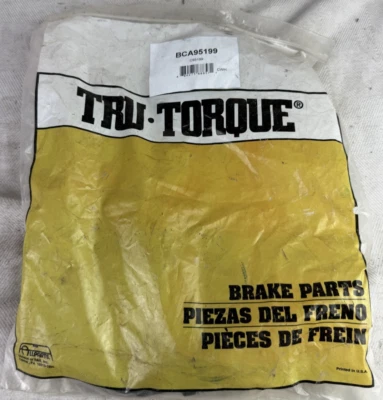 BCA95199
TRU·TORQUE®
BRAKE PARTS
PIEZAS DEL FRENO
PIÈCES DE FREIN